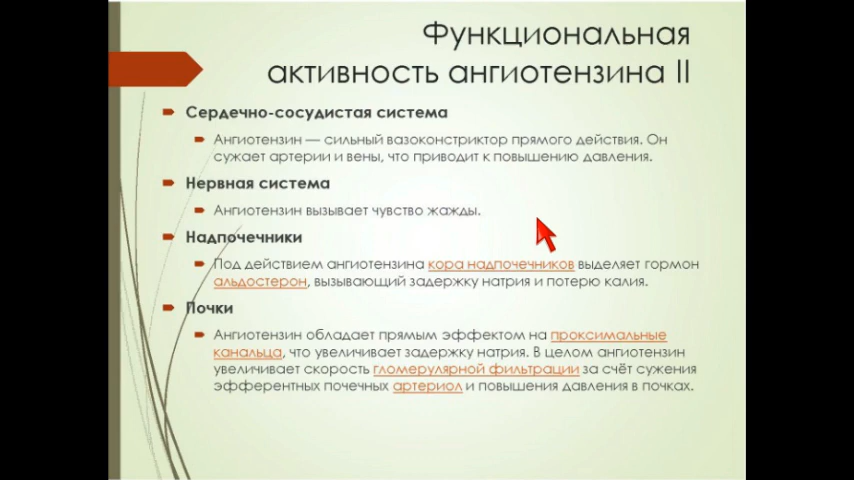 Функциональная
активность ангиотензина II
Сердечно-сосудистая система
Ангиотензин — сильный вазоконстриктор прямого действия. Он
сужает артерии и вены, что приводит к повышению давления.
Нервная система
Ангиотензин вызывает чувство жажды.
Надпочечники
Под действием ангиотензина кора надпочечников выделяет гормон
альдостерон, вызывающий задержку натрия и потерю калия.
Почки
Ангиотензин обладает прямым эффектом на проксимальные
канальца, что увеличивает задержку натрия. В целом ангиотензин
увеличивает скорость гломерулярной фильтрации за счёт сужения
эфферентных почечных артериол и повышения давления в почках.